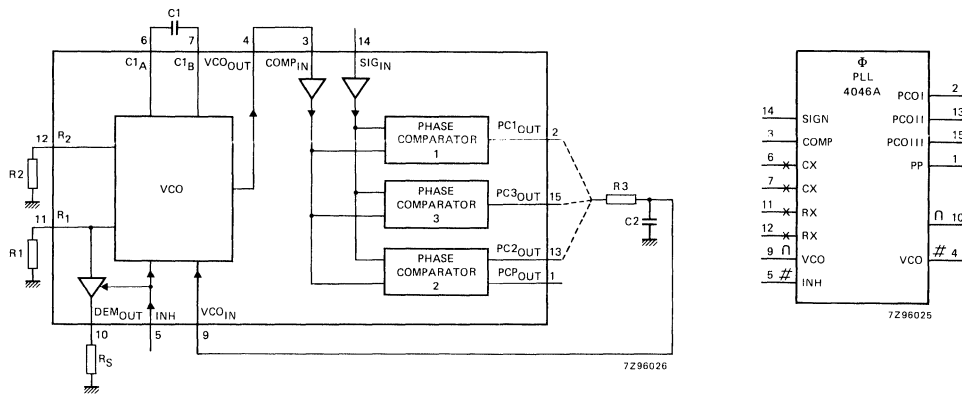 C1
6 7 4 3 14
C1A C1B VCOOUT COMPIN SIGIN
12 R2
R2
VCO
11 R1
R1
PHASE
COMPARATOR
1
PC1OUT
2
PHASE
COMPARATOR
3
PC3OUT
15
PHASE
COMPARATOR
2
PC2OUT
13
PCPOUT
1
R3
C2
DEMOUT INH VCOIN
10 5 9
RS
7Z96026
Φ
PLL
4046A
14 SIGN
3 COMP
6 CX
7 CX
11 RX
12 RX
9 ∩ VCO
5 # INH
PCOI 2
PCOII 13
PCOIII 15
PP 1
∩ 10
VCO # 4
7Z96025